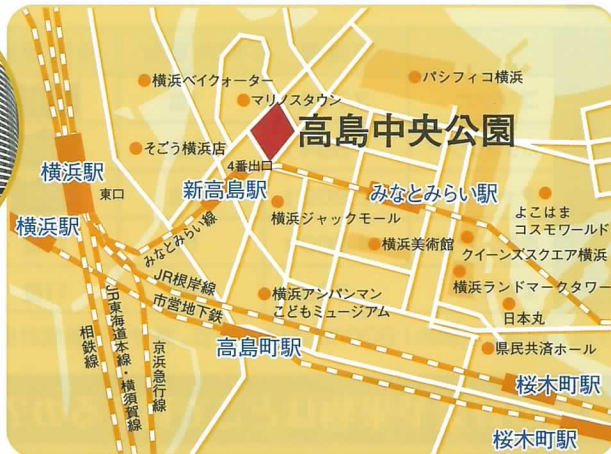 横浜ベイクォーター
パシフィコ横浜
マリノスタウン
高島中央公園
そごう横浜店
4番出口
横浜駅
東口
新高島駅
みなとみらい駅
横浜駅
みなとみらい線
横浜ジャックモール
よこはま
コスモワールド
横浜美術館
クイーンズスクエア横浜
JR根岸線
横浜ランドマークタワー
市営地下鉄
横浜アンパンマン
こどもミュージアム
日本丸
高島町駅
県民共済ホール
相鉄線
JR東海道本線・横須賀線
京浜急行線
桜木町駅
桜木町駅